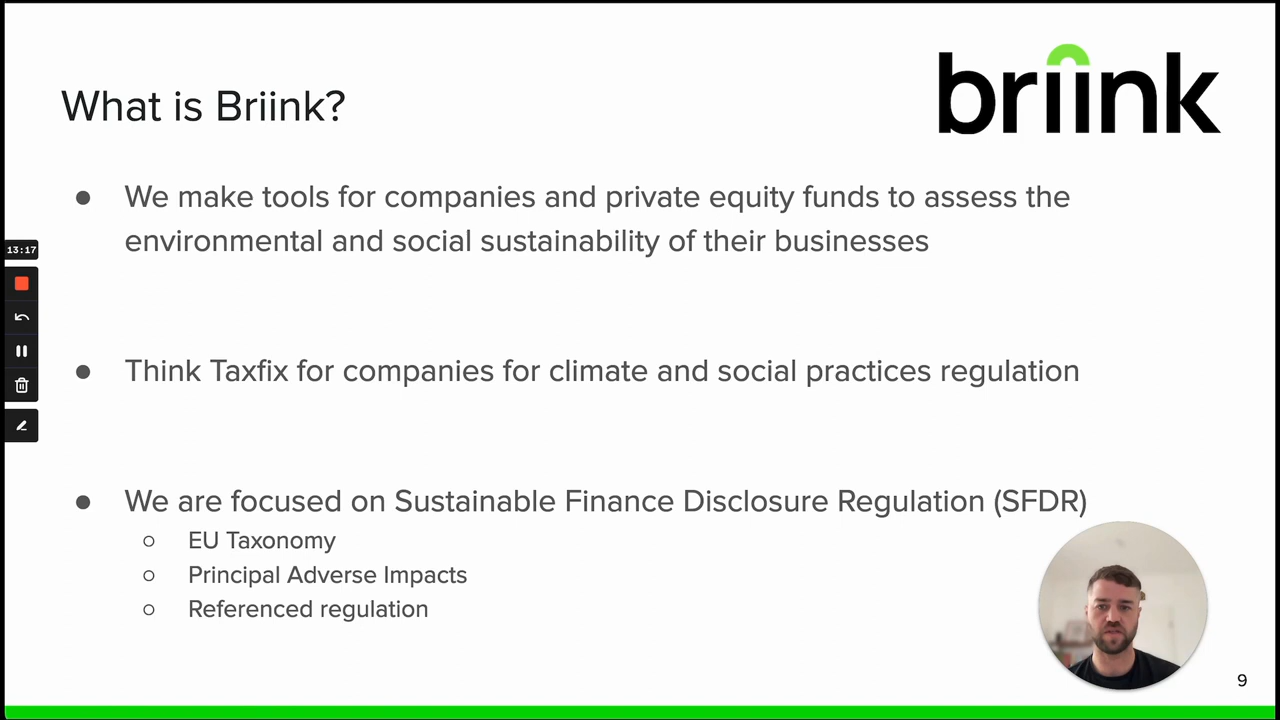 briink
What is Briink?
● We make tools for companies and private equity funds to assess the
environmental and social sustainability of their businesses
13:17
● Think Taxfix for companies for climate and social practices regulation
● We are focused on Sustainable Finance Disclosure Regulation (SFDR)
○ EU Taxonomy
○ Principal Adverse Impacts
○ Referenced regulation
9